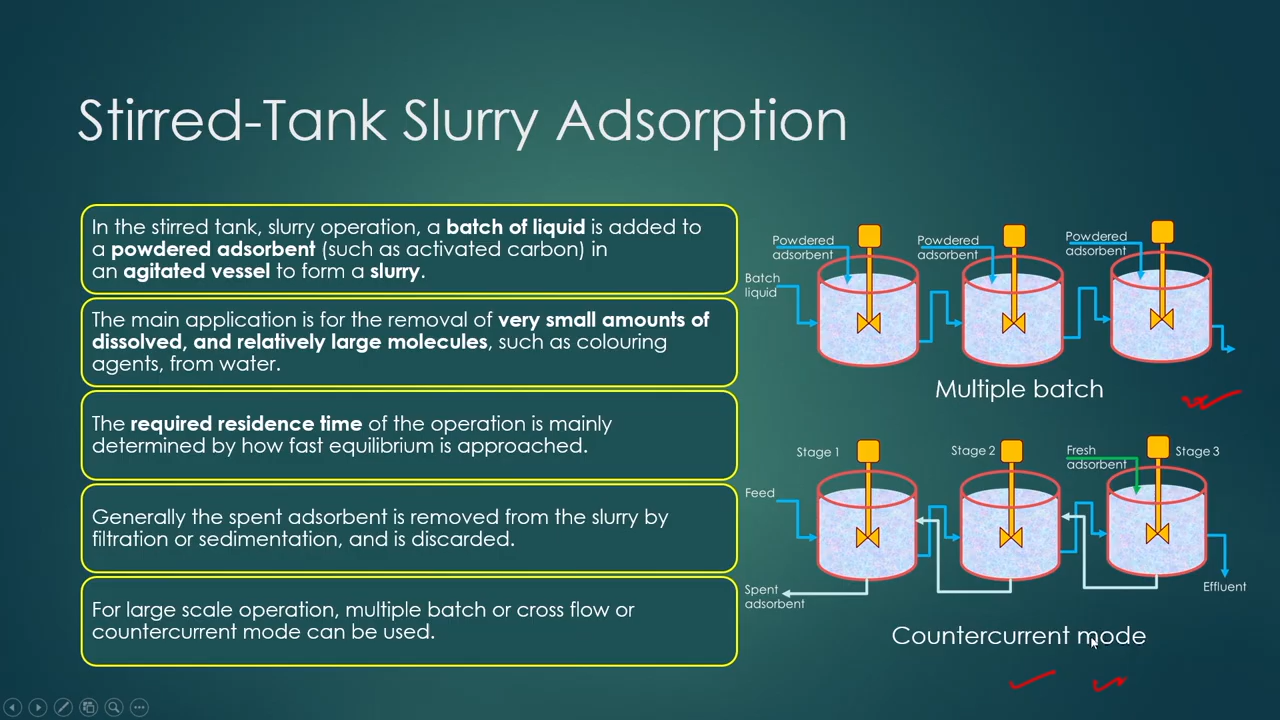 Stirred-Tank Slurry Adsorption
In the stirred tank, slurry operation, a batch of liquid is added to
a powdered adsorbent (such as activated carbon) in
an agitated vessel to form a slurry.
The main application is for the removal of very small amounts of
dissolved, and relatively large molecules, such as colouring
agents, from water.
The required residence time of the operation is mainly
determined by how fast equilibrium is approached.
Generally the spent adsorbent is removed from the slurry by
filtration or sedimentation, and is discarded.
For large scale operation, multiple batch or cross flow or
countercurrent mode can be used.
Powdered
adsorbent
Powdered
adsorbent
Powdered
adsorbent
Batch
liquid
Multiple batch
Stage 1
Stage 2
Fresh
adsorbent
Stage 3
Feed
Spent
adsorbent
Effluent
Countercurrent mode